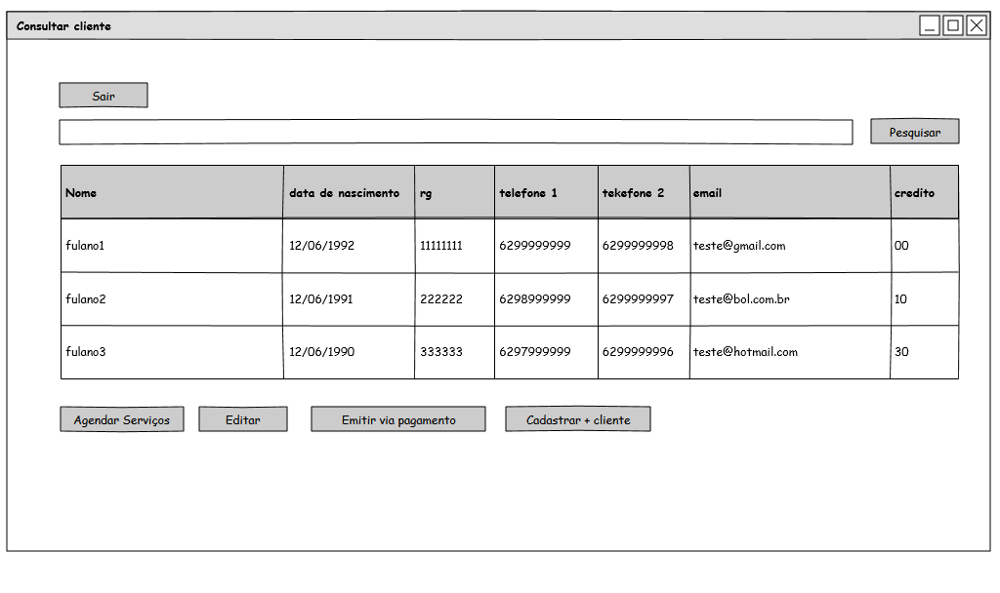 Consultar cliente
Sair
Pesquisar
Nome data de nascimento rg telefone 1 tekefone 2 email credito
fulano1 12/06/1992 11111111 6299999999 6299999998 teste@gmail.com 00
fulano2 12/06/1991 222222 6298999999 6299999997 teste@bol.com.br 10
fulano3 12/06/1990 333333 6297999999 6299999996 teste@hotmail.com 30
Agendar Serviços Editar Emitir via pagamento Cadastrar + cliente